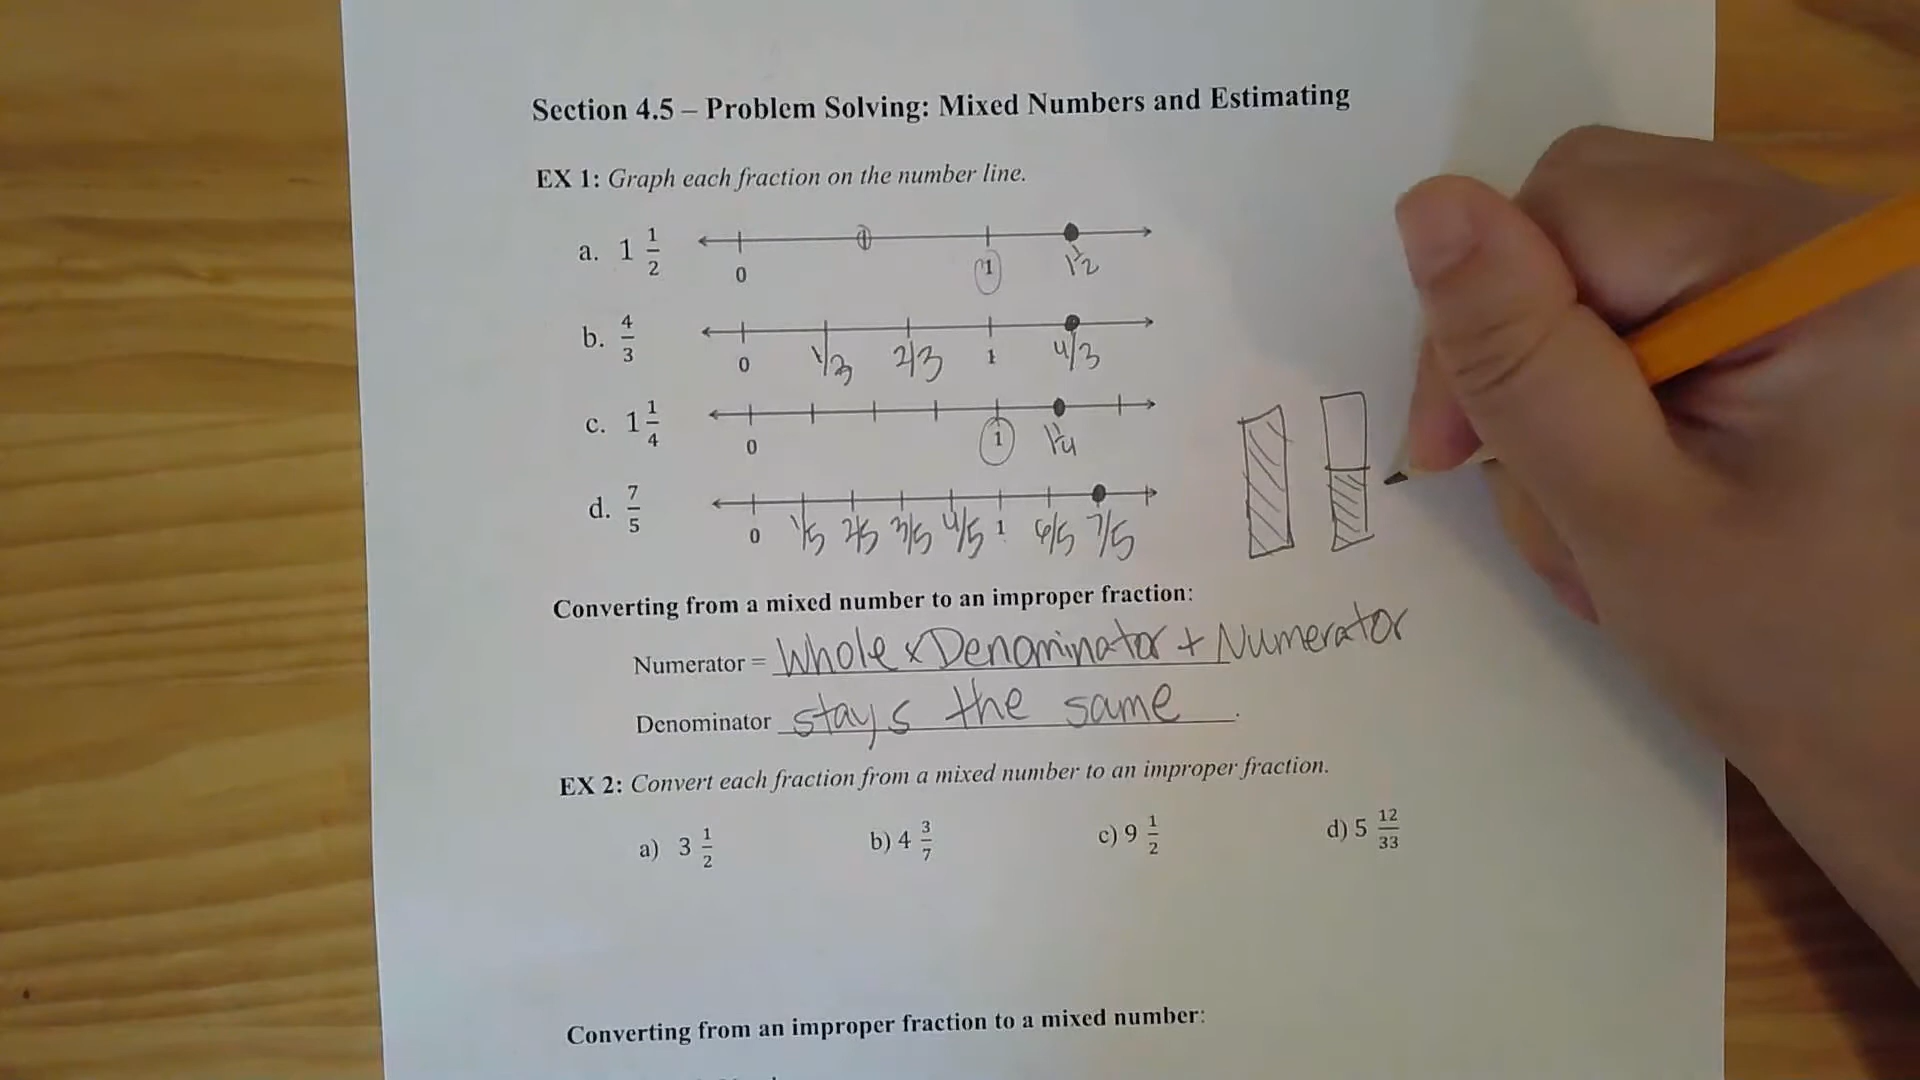 Section 4.5 – Problem Solving: Mixed Numbers and Estimating
EX 1: Graph each fraction on the number line.
a. 1 1/2
0 1 1 1/2
b. 4/3
0 1/3 2/3 1 4/3
c. 1 1/4
0 1 1 1/4
d. 7/5
0 1/5 2/5 3/5 4/5 1 6/5 7/5
Converting from a mixed number to an improper fraction:
Numerator = Whole x Denominator + Numerator
Denominator stays the same.
EX 2: Convert each fraction from a mixed number to an improper fraction.
a) 3 1/2 b) 4 3/7 c) 9 1/2 d) 5 12/33
Converting from an improper fraction to a mixed number: